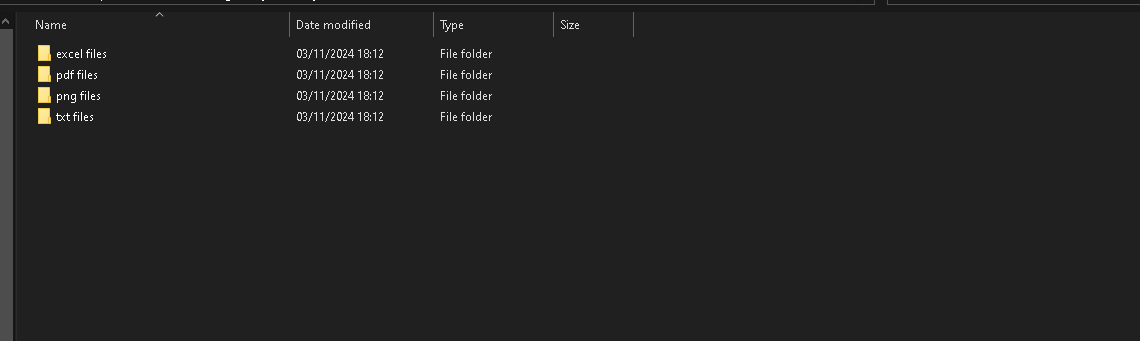 Name Date modified Type Size
excel files 03/11/2024 18:12 File folder
pdf files 03/11/2024 18:12 File folder
png files 03/11/2024 18:12 File folder
txt files 03/11/2024 18:12 File folder